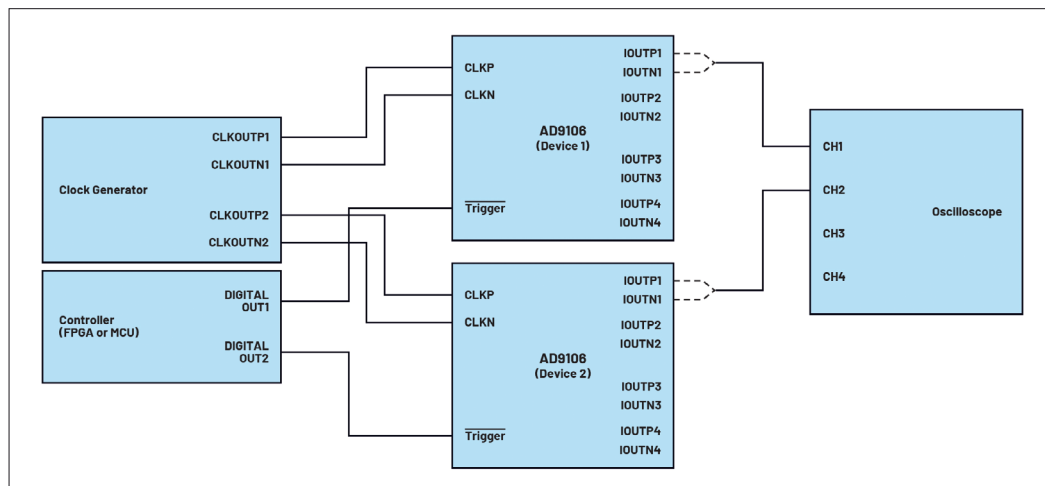 CLKOUTP1
CLKOUTN1
Clock Generator
CLKOUTP2
CLKOUTN2
DIGITAL
OUT1
Controller
(FPGA or MCU)
DIGITAL
OUT2
IOUTP1
CLKP
IOUTN1
CLKN
IOUTP2
IOUTN2
AD9106
(Device 1)
IOUTP3
IOUTN3
Trigger
IOUTP4
IOUTN4
IOUTP1
CLKP
IOUTN1
CLKN
IOUTP2
IOUTN2
AD9106
(Device 2)
IOUTP3
IOUTN3
Trigger
IOUTP4
IOUTN4
CH1
CH2
Oscilloscope
CH3
CH4